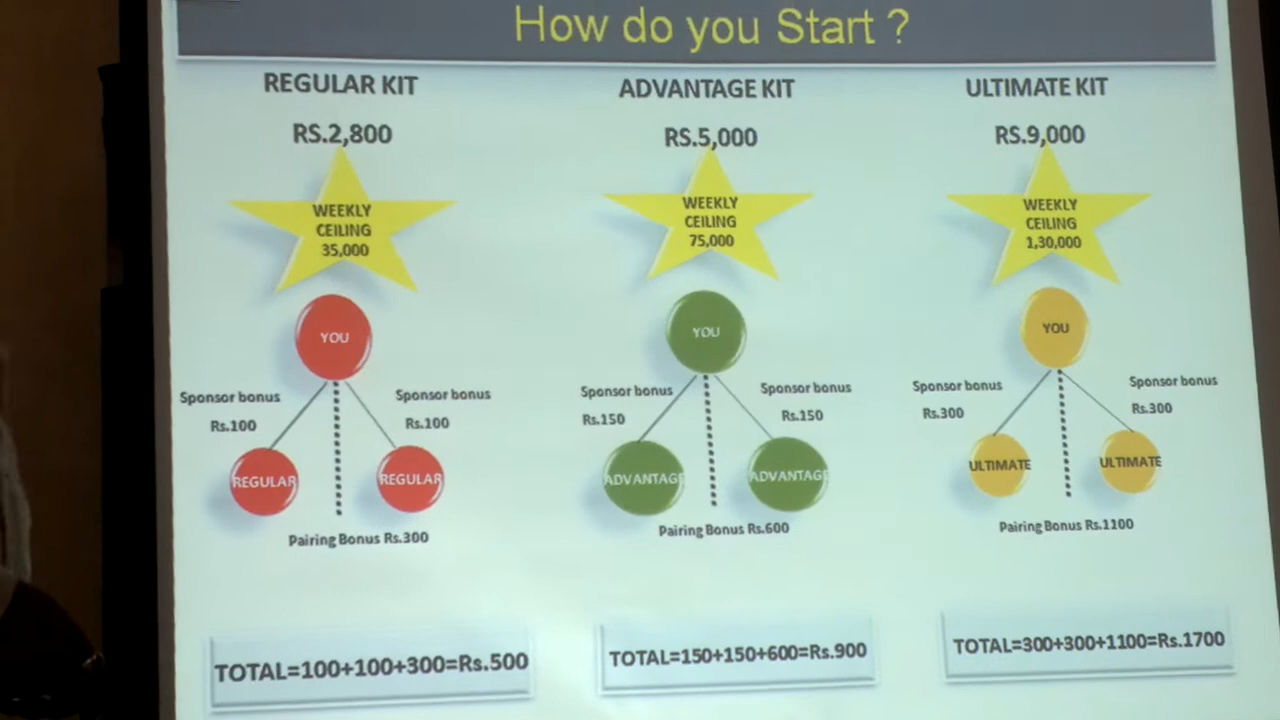 How do you Start ?
REGULAR KIT
RS.2,800
WEEKLY
CEILING
35,000
YOU
Sponsor bonus
Rs.100
Sponsor bonus
Rs.100
REGULAR
REGULAR
Pairing Bonus Rs.300
TOTAL=100+100+300=Rs.500
ADVANTAGE KIT
RS.5,000
WEEKLY
CEILING
75,000
YOU
Sponsor bonus
Rs.150
Sponsor bonus
Rs.150
ADVANTAGE
ADVANTAGE
Pairing Bonus Rs.600
TOTAL=150+150+600=Rs.900
ULTIMATE KIT
RS.9,000
WEEKLY
CEILING
1,30,000
YOU
Sponsor bonus
Rs.300
Sponsor bonus
Rs.300
ULTIMATE
ULTIMATE
Pairing Bonus Rs.1100
TOTAL=300+300+1100=Rs.1700